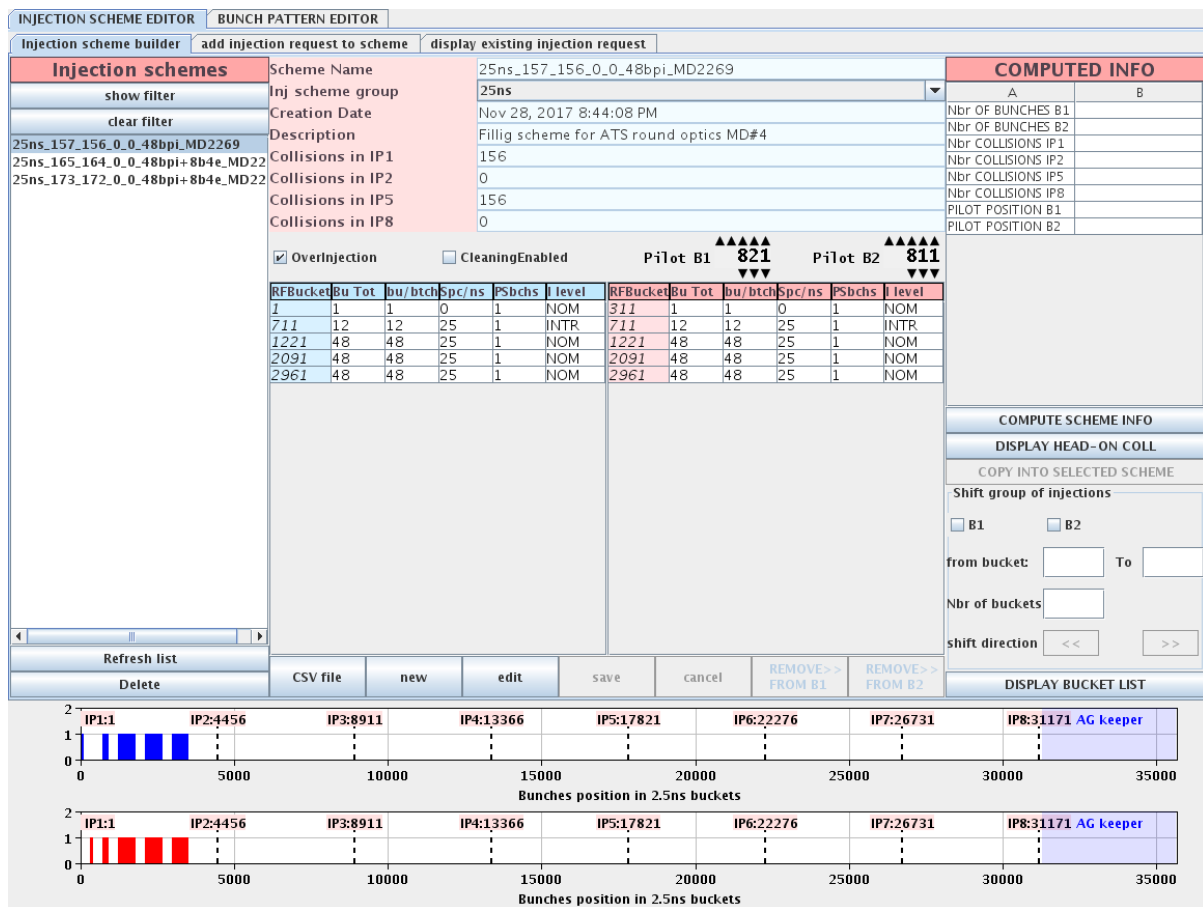 INJECTION SCHEME EDITOR BUNCH PATTERN EDITOR
Injection scheme builder add injection request to scheme display existing injection request
Injection schemes
show filter
clear filter
25ns_157_156_0_0_48bpi_MD2269
25ns_165_164_0_0_48bpi+8b4e_MD22
25ns_173_172_0_0_48bpi+8b4e_MD22
Refresh list
Delete
Scheme Name 25ns_157_156_0_0_48bpi_MD2269
Inj scheme group 25ns
Creation Date Nov 28, 2017 8:44:08 PM
Description Fillig scheme for ATS round optics MD#4
Collisions in IP1 156
Collisions in IP2 0
Collisions in IP5 156
Collisions in IP8 0
OverInjection CleaningEnabled Pilot B1 821 Pilot B2 811
RFBucket Bu Tot bu/btch Spc/ns PSbchs I level RFBucket Bu Tot bu/btch Spc/ns PSbchs I level
1 1 1 0 1 NOM 311 1 1 0 1 NOM
711 12 12 25 1 INTR 711 12 12 25 1 INTR
1221 48 48 25 1 NOM 1221 48 48 25 1 NOM
2091 48 48 25 1 NOM 2091 48 48 25 1 NOM
2961 48 48 25 1 NOM 2961 48 48 25 1 NOM
CSV file new edit save cancel REMOVE>> FROM B1 REMOVE>> FROM B2
COMPUTED INFO
A B
Nbr OF BUNCHES B1
Nbr OF BUNCHES B2
Nbr COLLISIONS IP1
Nbr COLLISIONS IP2
Nbr COLLISIONS IP5
Nbr COLLISIONS IP8
PILOT POSITION B1
PILOT POSITION B2
COMPUTE SCHEME INFO
DISPLAY HEAD-ON COLL
COPY INTO SELECTED SCHEME
Shift group of injections
B1 B2
from bucket: To
Nbr of buckets
shift direction << >>
DISPLAY BUCKET LIST
2
IP1:1 IP2:4456 IP3:8911 IP4:13366 IP5:17821 IP6:22276 IP7:26731 IP8:31171 AG keeper
1
0
0 5000 10000 15000 20000 25000 30000 35000
Bunches position in 2.5ns buckets
2
IP1:1 IP2:4456 IP3:8911 IP4:13366 IP5:17821 IP6:22276 IP7:26731 IP8:31171 AG keeper
1
0
0 5000 10000 15000 20000 25000 30000 35000
Bunches position in 2.5ns buckets